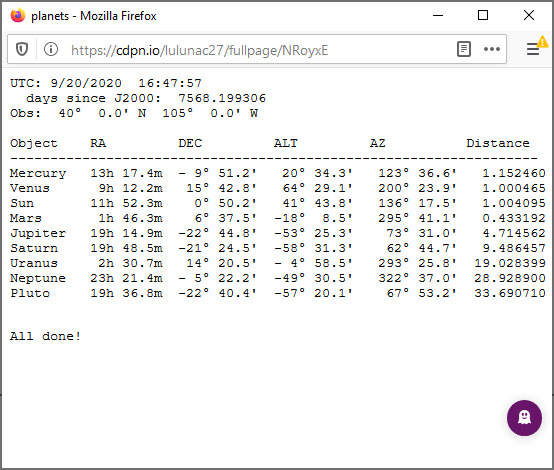 planets - Mozilla Firefox
https://cdpn.io/lulunac27/fullpage/NRoyxE
UTC: 9/20/2020  16:47:57
  days since J2000:  7568.199306
Obs:  40°  0.0' N  105°  0.0' W
Object    RA         DEC         ALT         AZ          Distance
------------------------------------------------------------------
Mercury   13h 17.4m  - 9° 51.2'   20° 34.3'   123° 36.6'   1.152460
Venus      9h 12.2m   15° 42.8'   64° 29.1'   200° 23.9'   1.000465
Sun       11h 52.3m    0° 50.2'   41° 43.8'   136° 17.5'   1.004095
Mars       1h 46.3m    6° 37.5'  -18°  8.5'   295° 41.1'   0.433192
Jupiter   19h 14.9m  -22° 44.8'  -53° 25.3'    73° 31.0'   4.714562
Saturn    19h 48.5m  -21° 24.5'  -58° 31.3'    62° 44.7'   9.486457
Uranus     2h 30.7m   14° 20.5'  - 4° 58.5'   293° 25.8'  19.028399
Neptune   23h 21.4m  - 5° 22.2'  -49° 30.5'   322° 37.0'  28.928900
Pluto     19h 36.8m  -22° 40.4'  -57° 20.1'    67° 53.2'  33.690710
All done!